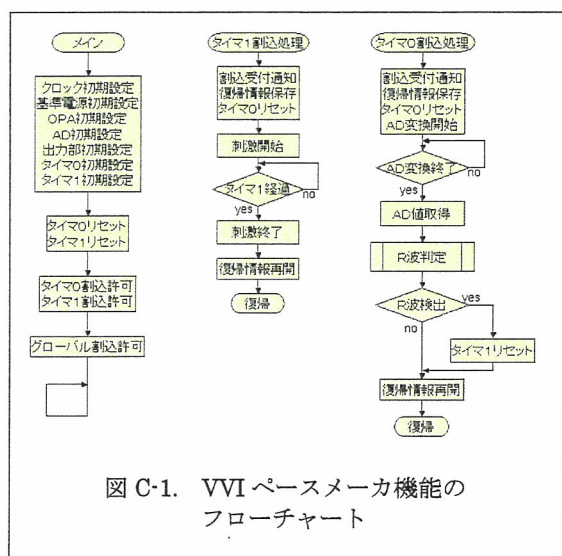 メイン
クロック初期設定
基準電源初期設定
OPA初期設定
AD初期設定
出力部初期設定
タイマ0初期設定
タイマ1初期設定
タイマ0リセット
タイマ1リセット
タイマ0割込許可
タイマ1割込許可
グローバル割込許可
タイマ1割込処理
割込受付通知
復帰情報保存
タイマ0リセット
刺激開始
タイマ1経過
no
yes
刺激終了
復帰情報再開
復帰
タイマ0割込処理
割込受付通知
復帰情報保存
タイマ0リセット
AD変換開始
AD変換終了
no
yes
AD値取得
R波判定
R波検出
yes
no
タイマ1リセット
復帰情報再開
復帰
図 C-1. VVI ペースメーカ機能の
フローチャート